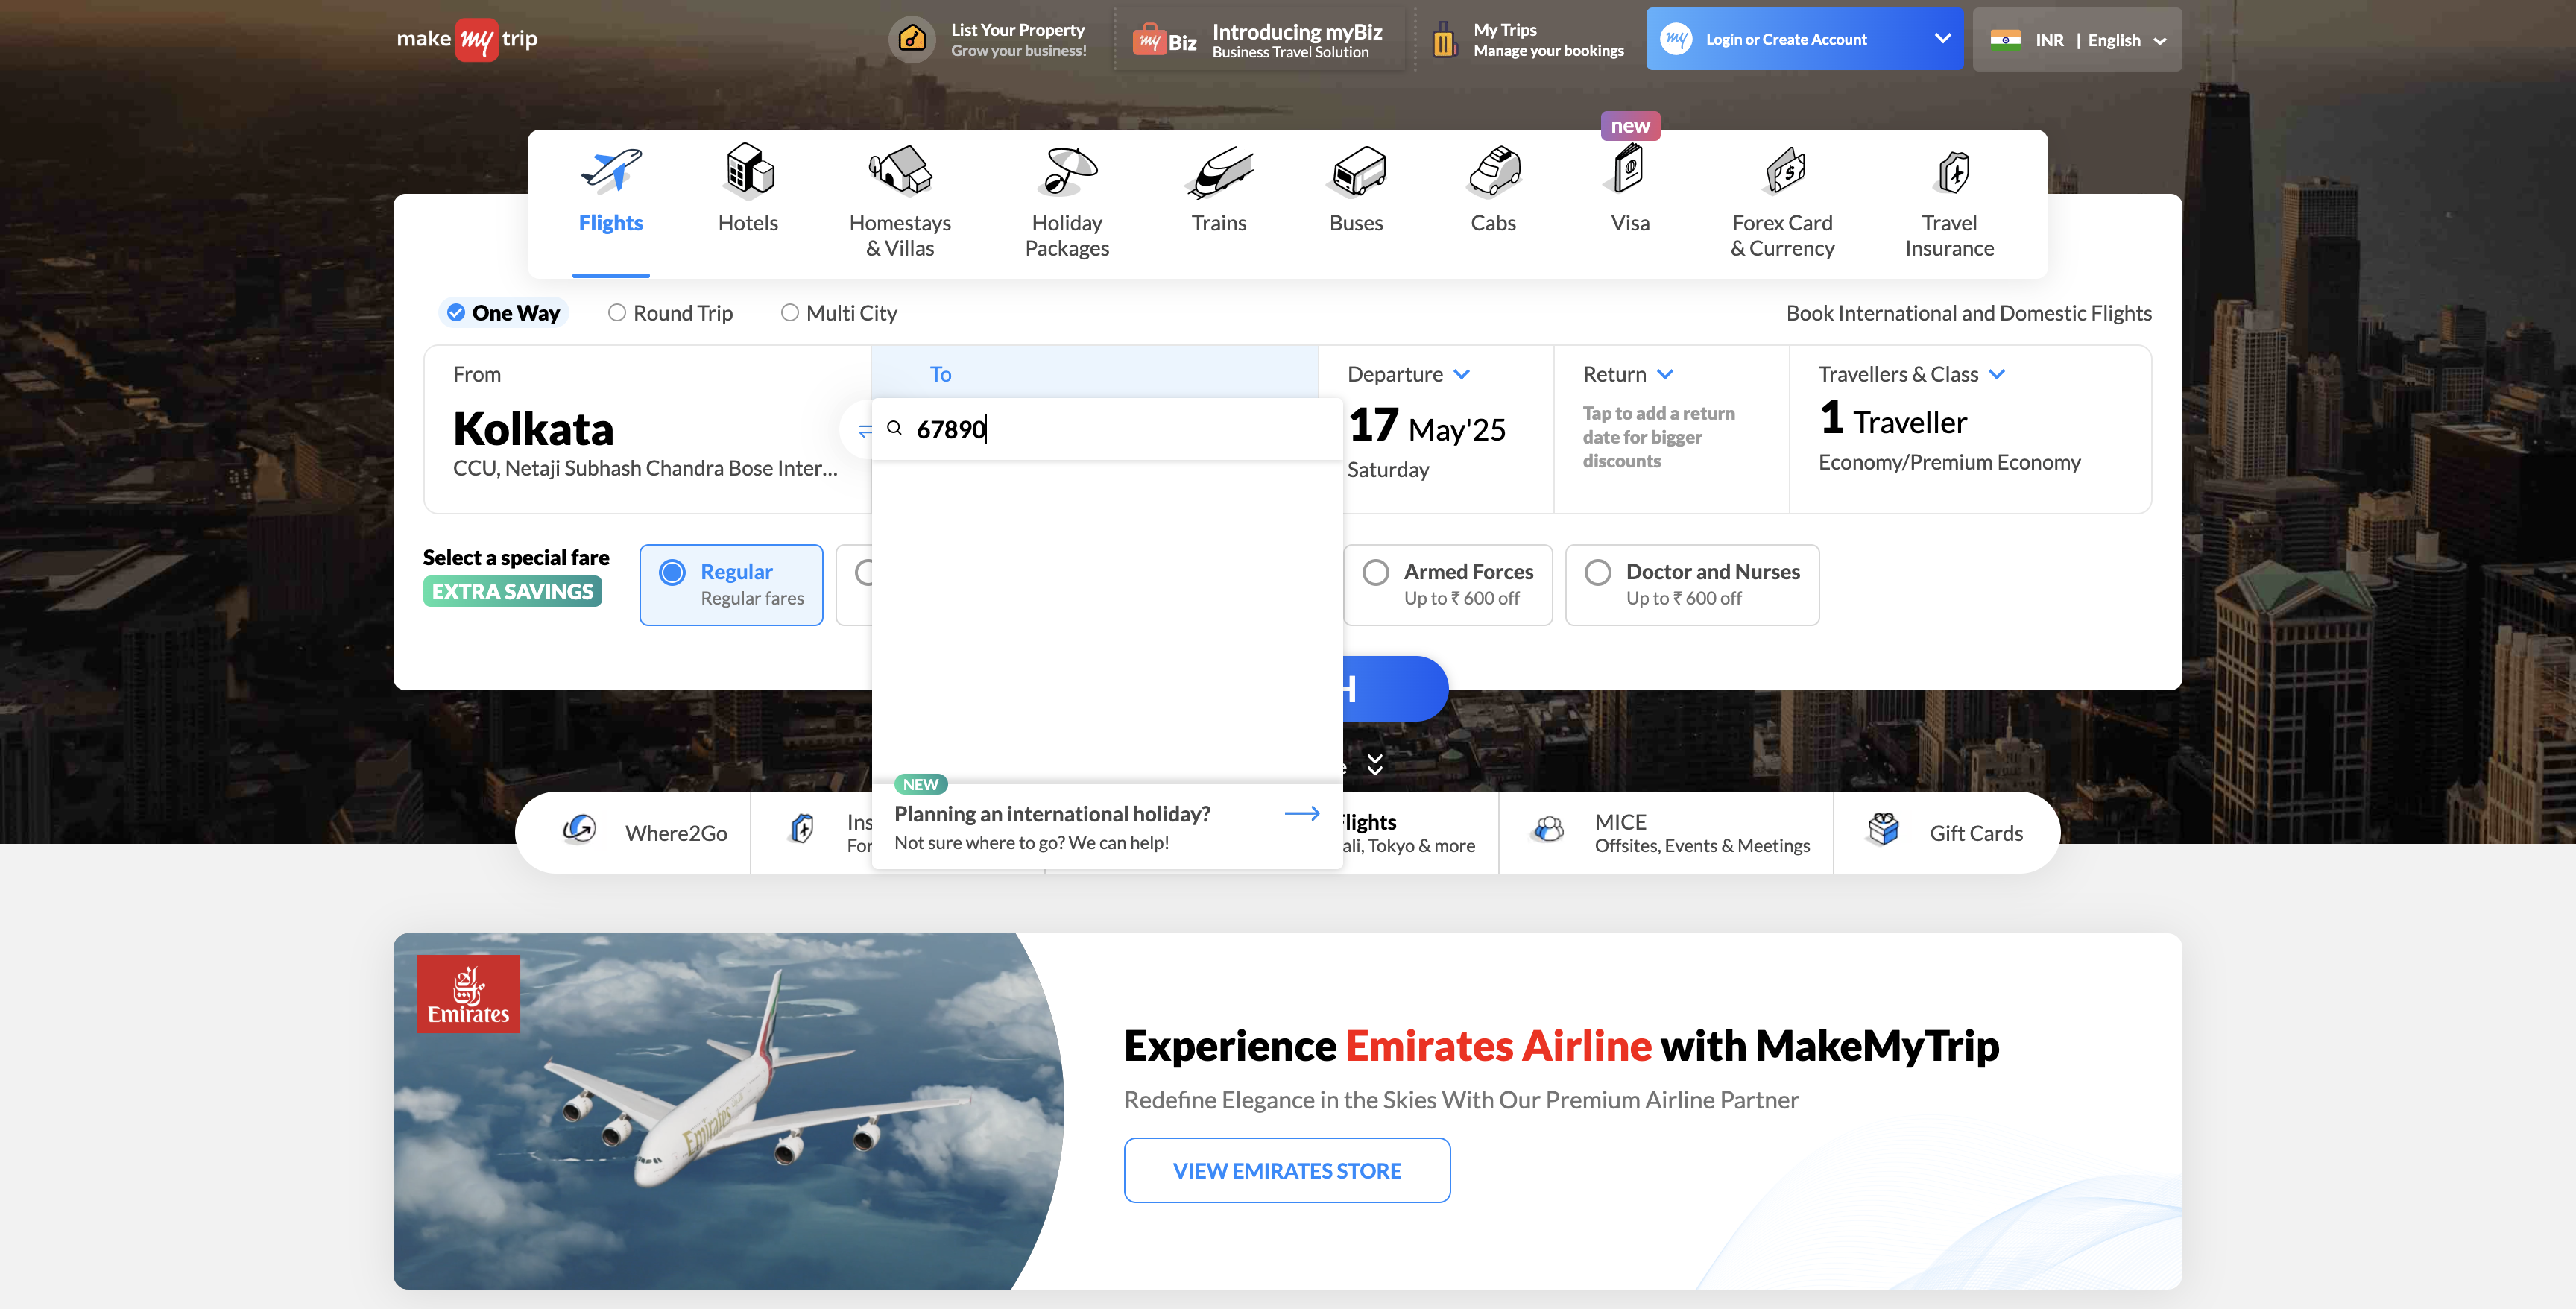 make my trip
List Your Property
Grow your business!
my Biz
Introducing myBiz
Business Travel Solution
My Trips
Manage your bookings
my
Login or Create Account
INR | English
new
Flights
Hotels
Homestays
& Villas
Holiday
Packages
Trains
Buses
Cabs
Visa
Forex Card
& Currency
Travel
Insurance
One Way
Round Trip
Multi City
Book International and Domestic Flights
From
Kolkata
CCU, Netaji Subhash Chandra Bose Inter...
To
67890
Departure
17 May'25
Saturday
Return
Tap to add a return
date for bigger
discounts
Travellers & Class
1 Traveller
Economy/Premium Economy
Select a special fare
EXTRA SAVINGS
Regular
Regular fares
Armed Forces
Up to ₹ 600 off
Doctor and Nurses
Up to ₹ 600 off
H
NEW
Planning an international holiday?
Not sure where to go? We can help!
Where2Go
Ins
For
Flights
ali, Tokyo & more
MICE
Offsites, Events & Meetings
Gift Cards
Emirates
Emirates
Experience Emirates Airline with MakeMyTrip
Redefine Elegance in the Skies With Our Premium Airline Partner
VIEW EMIRATES STORE